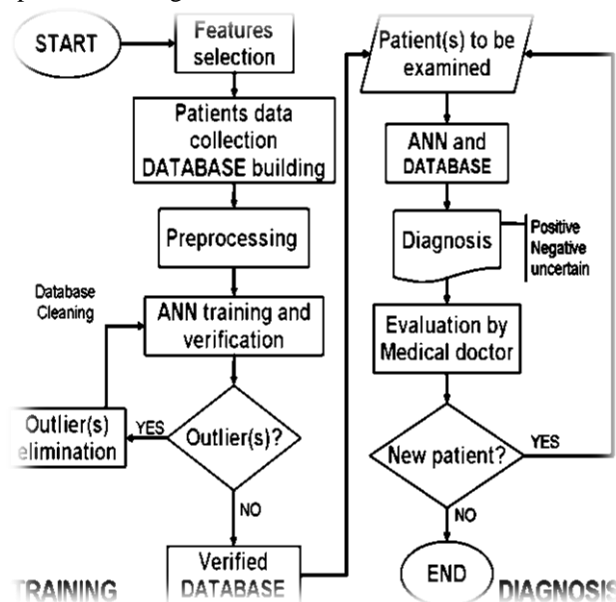 START
Features
selection
Patients data
collection
DATABASE building
Preprocessing
Database
Cleaning
ANN training and
verification
Outlier(s)
elimination
YES
Outlier(s)?
NO
Verified
DATABASE
TRAINING
Patient(s) to be
examined
ANN and
DATABASE
Diagnosis
Positive
Negative
uncertain
Evaluation by
Medical doctor
New patient?
YES
NO
END
DIAGNOSIS